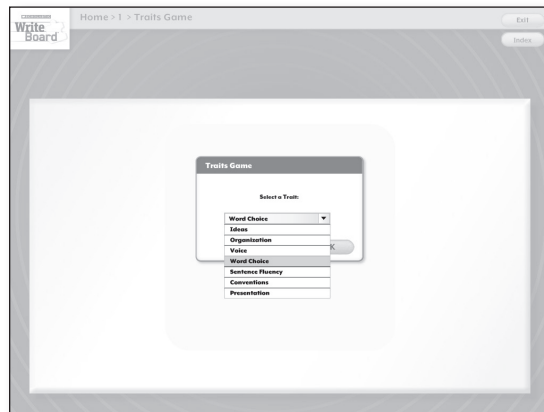 Write
Board
Home > 1 > Traits Game
Exit
Index
Traits Game
Select a Trait:
Word Choice
Ideas
Organization
Voice
Word Choice
Sentence Fluency
Conventions
Presentation